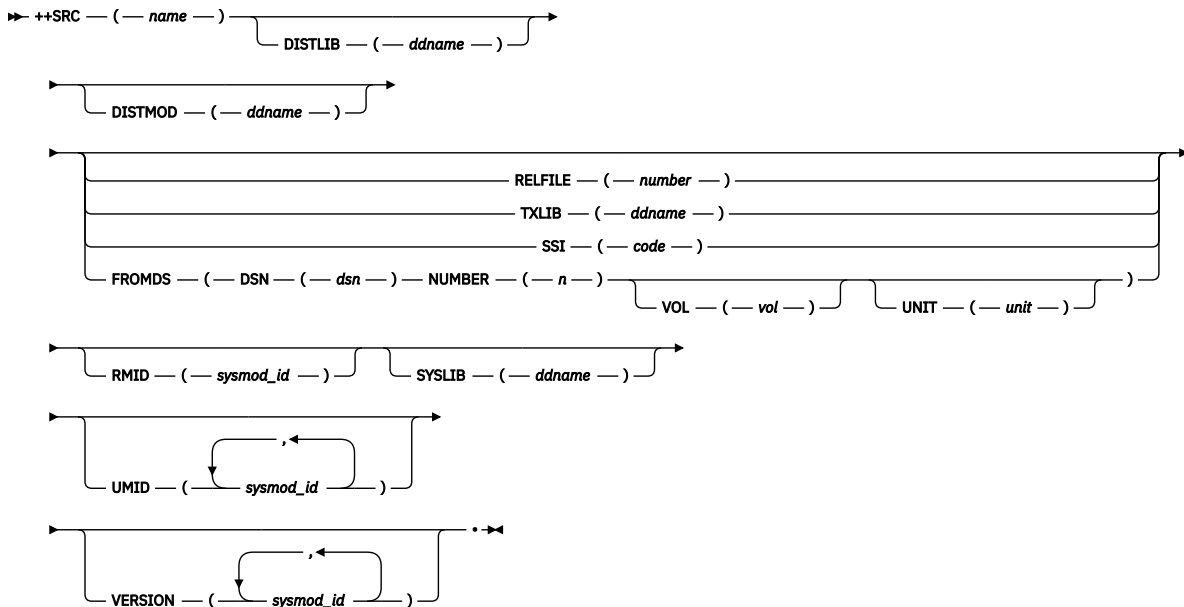 ++SRC ( name )
DISTLIB ( ddname )
DISTMOD ( ddname )
RELFILE ( number )
TXLIB ( ddname )
SSI ( code )
FROMDS ( DSN ( dsn ) NUMBER ( n ) )
VOL ( vol ) UNIT ( unit )
RMID ( sysmod_id ) SYSLIB ( ddname )
,
UMID ( sysmod_id )
.
,
VERSION ( sysmod_id )